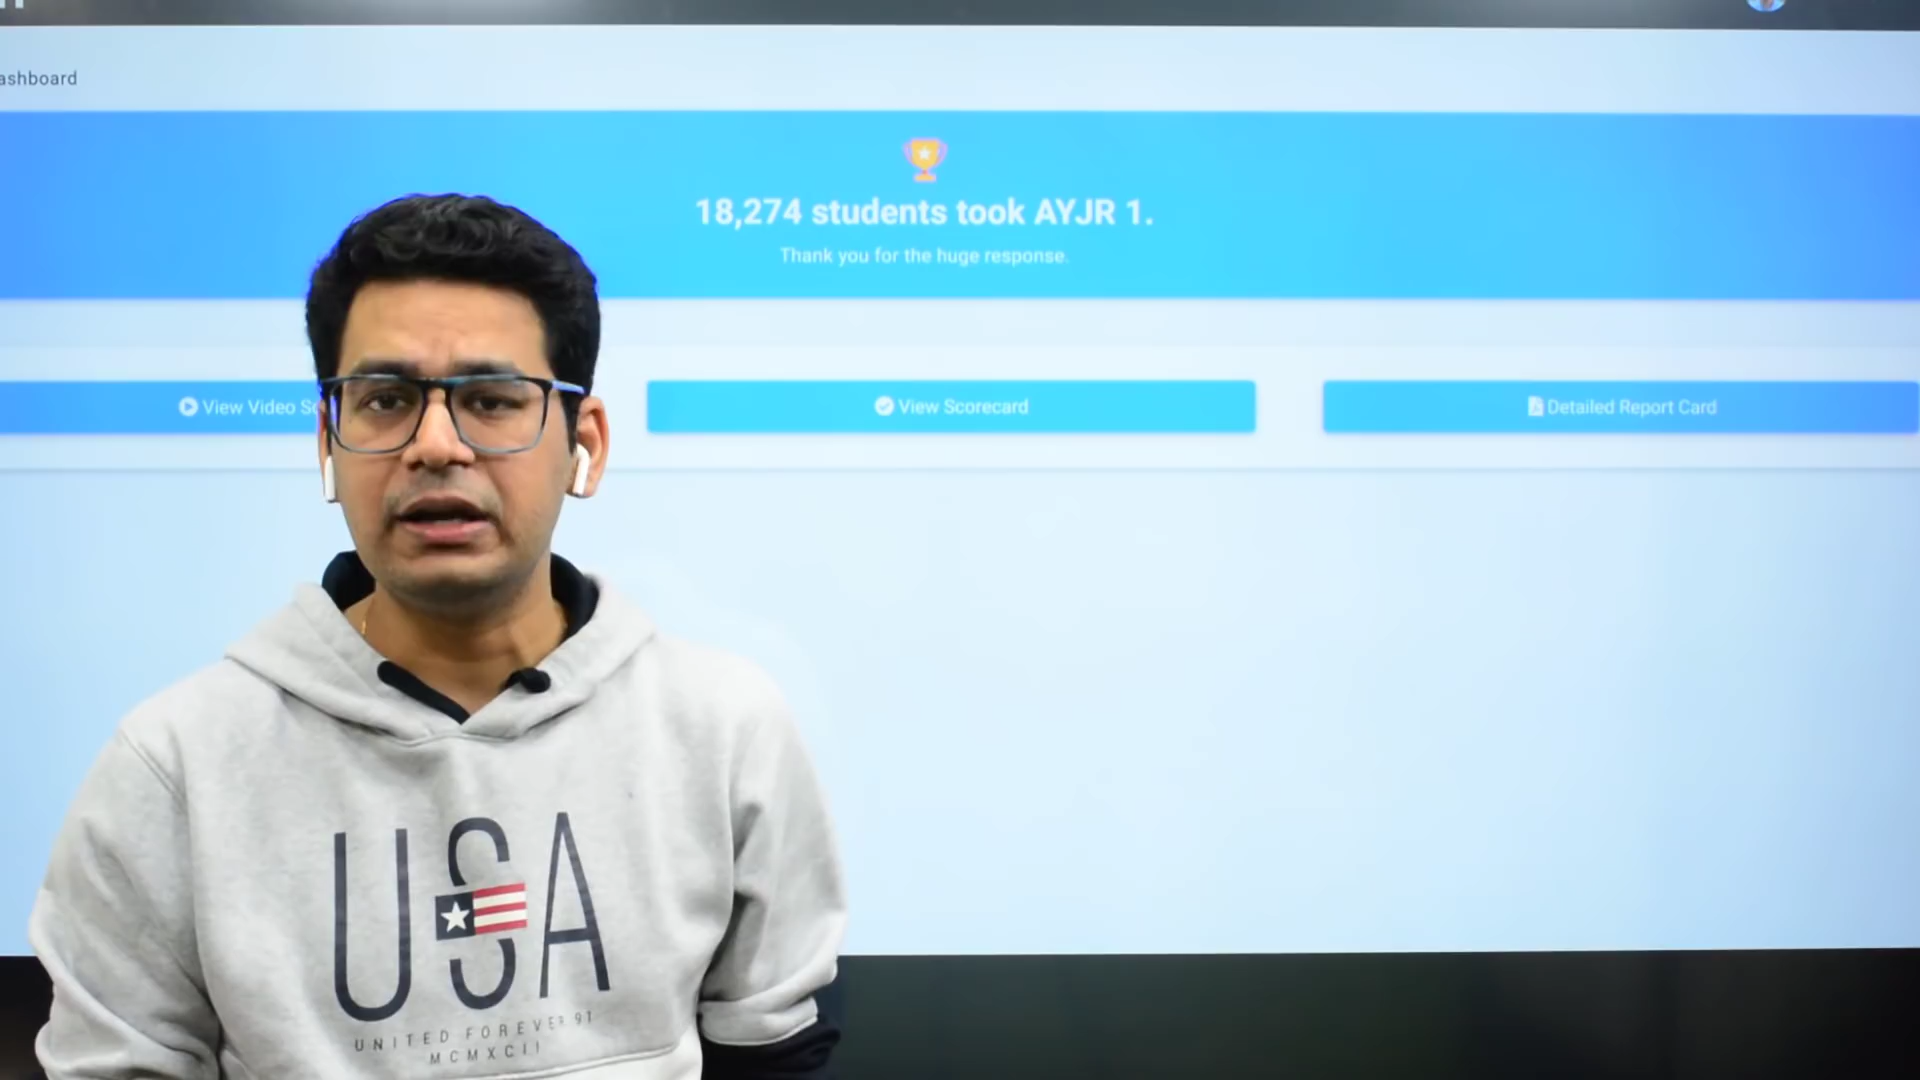 ashboard
18,274 students took AYJR 1.
Thank you for the huge response.
View Video So
View Scorecard
Detailed Report Card
USA
UNITED FOREVER 91
MCMXCII